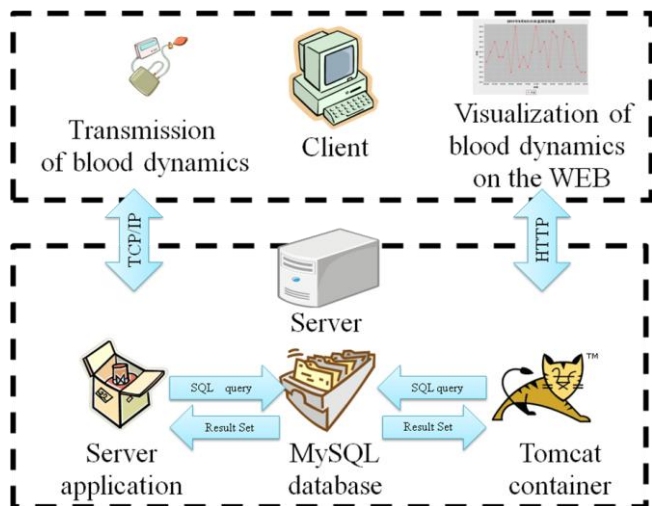 Transmission
of blood dynamics
Client
Visualization of
blood dynamics
on the WEB
TCP/IP
HTTP
Server
SQL query
SQL query
Result Set
Result Set
TM
Server
application
MySQL
database
Tomcat
container